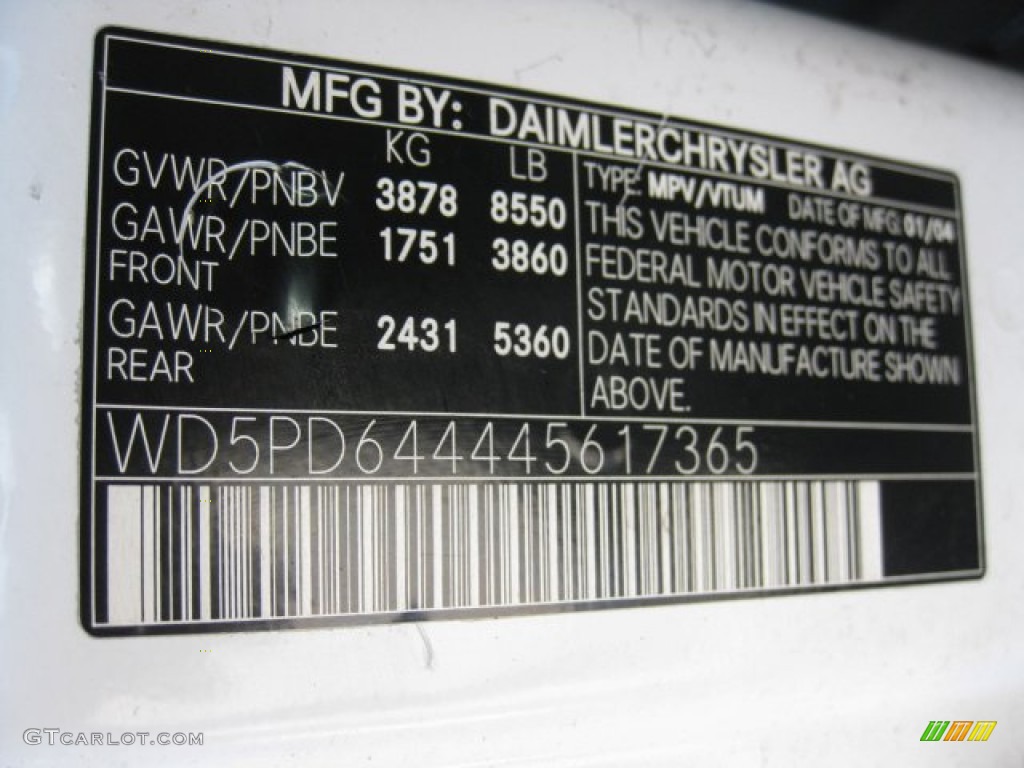 MFG BY: DAIMLERCHRYSLER AG
KG LB
GVWR/PNBV 3878 8550
GAWR/PNBE 1751 3860
FRONT
GAWR/PNBE 2431 5360
REAR
TYPE: MPV/VTUM DATE OF MFG: 01/04
THIS VEHICLE CONFORMS TO ALL
FEDERAL MOTOR VEHICLE SAFETY
STANDARDS IN EFFECT ON THE
DATE OF MANUFACTURE SHOWN
ABOVE.
WD5PD644445617365
GTCARLOT.COM